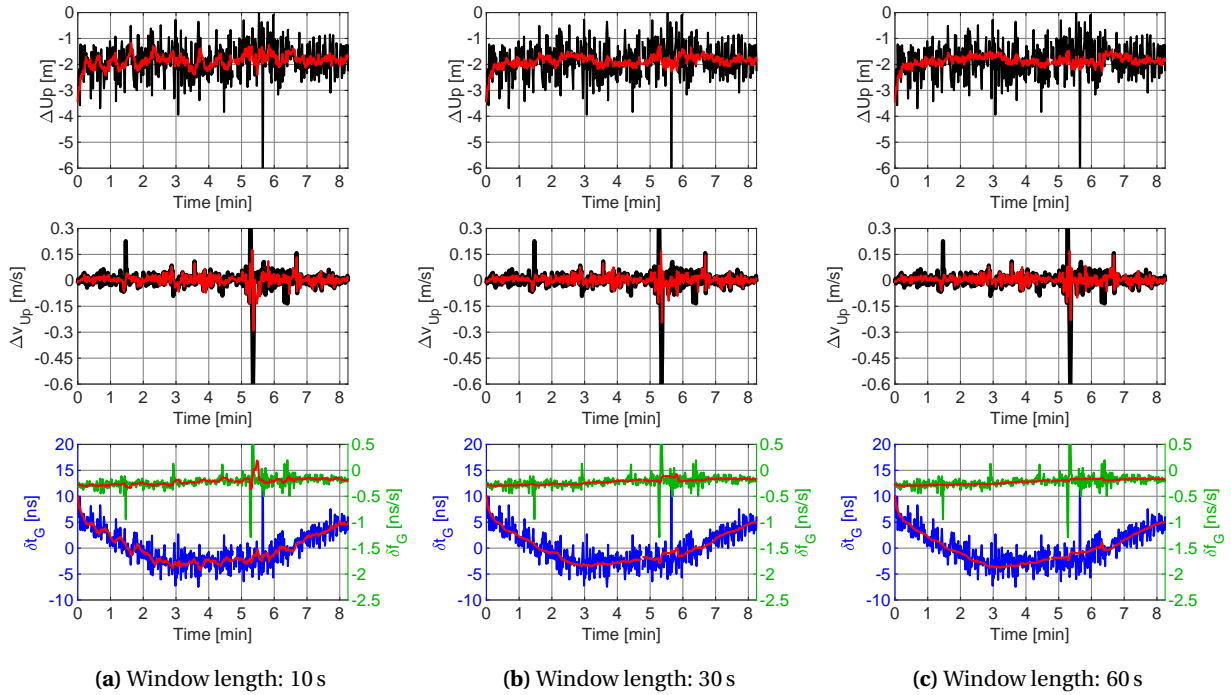 0
-1
-2
-3
-4
-5
-6
ΔUp [m]
0 1 2 3 4 5 6 7 8
Time [min]
0
-1
-2
-3
-4
-5
-6
ΔUp [m]
0 1 2 3 4 5 6 7 8
Time [min]
0
-1
-2
-3
-4
-5
-6
ΔUp [m]
0 1 2 3 4 5 6 7 8
Time [min]
0.3
0.15
0
-0.15
-0.3
-0.45
-0.6
Δv_Up [m/s]
0 1 2 3 4 5 6 7 8
Time [min]
0.3
0.15
0
-0.15
-0.3
-0.45
-0.6
Δv_Up [m/s]
0 1 2 3 4 5 6 7 8
Time [min]
0.3
0.15
0
-0.15
-0.3
-0.45
-0.6
Δv_Up [m/s]
0 1 2 3 4 5 6 7 8
Time [min]
20
15
10
5
0
-5
-10
δt_G [ns]
0.5
0
-0.5
-1
-1.5
-2
-2.5
δf_G [ns/s]
0 1 2 3 4 5 6 7 8
Time [min]
20
15
10
5
0
-5
-10
δt_G [ns]
0.5
0
-0.5
-1
-1.5
-2
-2.5
δf_G [ns/s]
0 1 2 3 4 5 6 7 8
Time [min]
20
15
10
5
0
-5
-10
δt_G [ns]
0.5
0
-0.5
-1
-1.5
-2
-2.5
δf_G [ns/s]
0 1 2 3 4 5 6 7 8
Time [min]
(a) Window length: 10 s
(b) Window length: 30 s
(c) Window length: 60 s